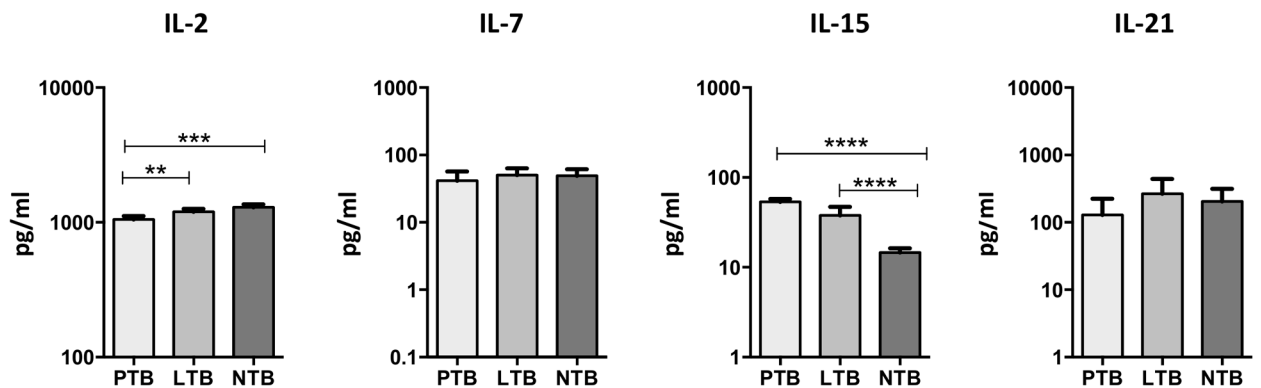 IL-2
pg/ml
10000
1000
100
***
**
PTB LTB NTB
IL-7
pg/ml
1000
100
10
1
0.1
PTB LTB NTB
IL-15
pg/ml
1000
100
10
1
****
****
PTB LTB NTB
IL-21
pg/ml
10000
1000
100
10
1
PTB LTB NTB